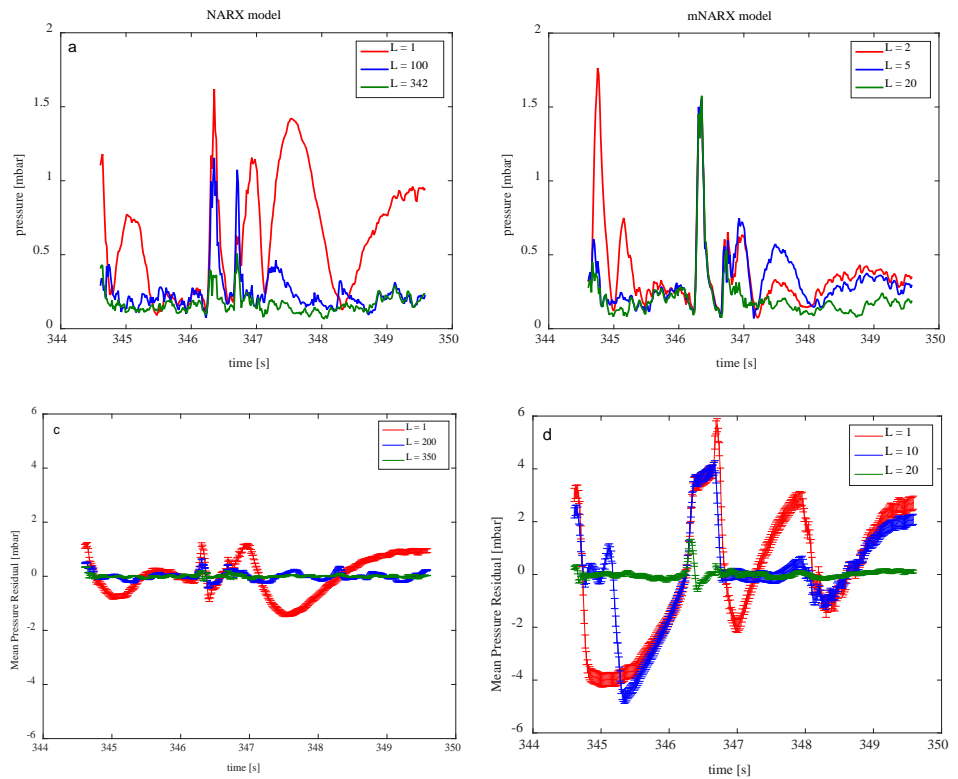 NARX model
mNARX model
a
L = 1
L = 100
L = 342
L = 2
L = 5
L = 20
2
1.5
1
0.5
0
pressure [mbar]
344
345
346
347
348
349
350
time [s]
2
1.5
1
0.5
0
pressure [mbar]
344
345
346
347
348
349
350
time [s]
c
L = 1
L = 200
L = 350
6
4
2
0
-2
-4
-6
Mean Pressure Residual [mbar]
344
345
346
347
348
349
350
time [s]
d
L = 1
L = 10
L = 20
6
4
2
0
-2
-4
-6
Mean Pressure Residual [mbar]
344
345
346
347
348
349
350
time [s]